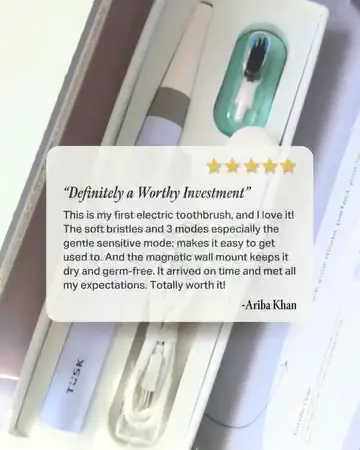 “Definitely a Worthy Investment”
This is my first electric toothbrush, and I love it!
The soft bristles and 3 modes especially the
gentle sensitive mode; makes it easy to get
used to. And the magnetic wall mount keeps it
dry and germ-free. It arrived on time and met all
my expectations. Totally worth it!
-Ariba Khan
TUSK